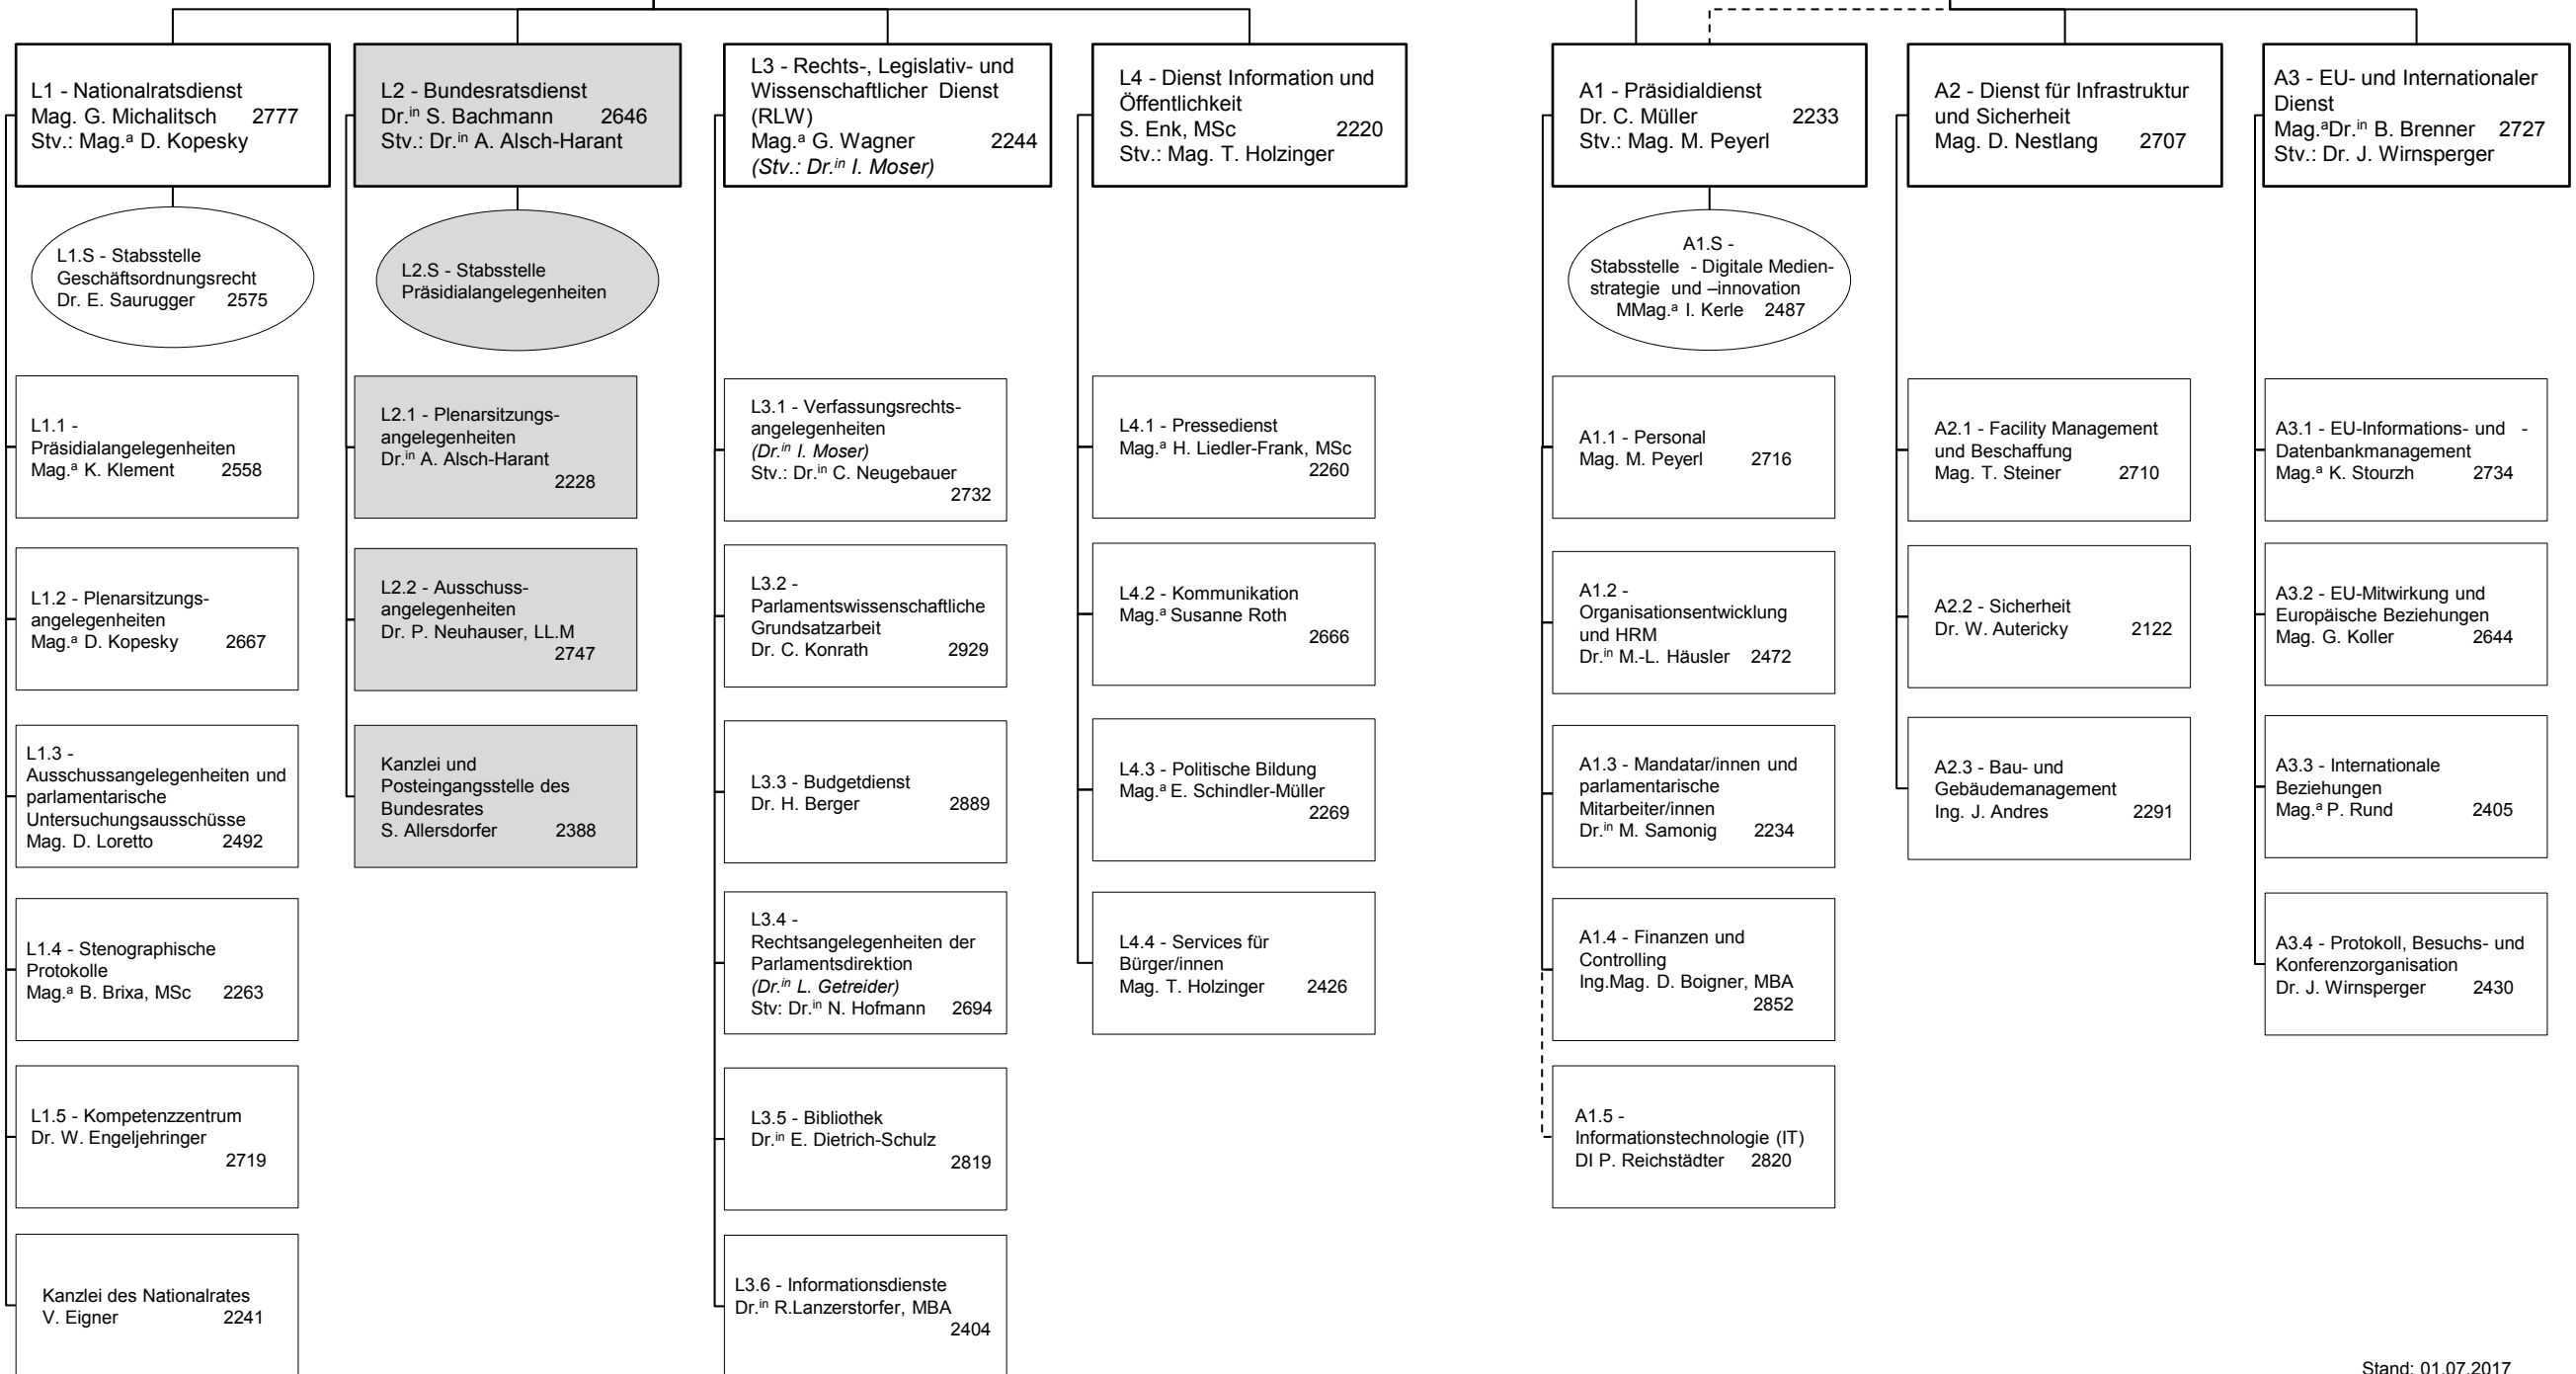 L1 - Nationalratsdienst
Mag. G. Michalitsch 2777
Stv.: Mag.ᵃ D. Kopesky
L1.S - Stabsstelle
Geschäftsordnungsrecht
Dr. E. Saurugger 2575
L1.1 -
Präsidialangelegenheiten
Mag.ᵃ K. Klement 2558
L1.2 - Plenarsitzungs-
angelegenheiten
Mag.ᵃ D. Kopesky 2667
L1.3 -
Ausschussangelegenheiten und
parlamentarische
Untersuchungsausschüsse
Mag. D. Loretto 2492
L1.4 - Stenographische
Protokolle
Mag.ᵃ B. Brixa, MSc 2263
L1.5 - Kompetenzzentrum
Dr. W. Engeljehringer
2719
Kanzlei des Nationalrates
V. Eigner 2241
L2 - Bundesratsdienst
Dr.ⁱⁿ S. Bachmann 2646
Stv.: Dr.ⁱⁿ A. Alsch-Harant
L2.S - Stabsstelle
Präsidialangelegenheiten
L2.1 - Plenarsitzungs-
angelegenheiten
Dr.ⁱⁿ A. Alsch-Harant
2228
L2.2 - Ausschuss-
angelegenheiten
Dr. P. Neuhauser, LL.M
2747
Kanzlei und
Posteingangsstelle des
Bundesrates
S. Allersdorfer 2388
L3 - Rechts-, Legislativ- und
Wissenschaftlicher Dienst
(RLW)
Mag.ᵃ G. Wagner 2244
(Stv.: Dr.ⁱⁿ I. Moser)
L3.1 - Verfassungsrechts-
angelegenheiten
(Dr.ⁱⁿ I. Moser)
Stv.: Dr.ⁱⁿ C. Neugebauer
2732
L3.2 -
Parlamentswissenschaftliche
Grundsatzarbeit
Dr. C. Konrath 2929
L3.3 - Budgetdienst
Dr. H. Berger 2889
L3.4 -
Rechtsangelegenheiten der
Parlamentsdirektion
(Dr.ⁱⁿ L. Getreider)
Stv: Dr.ⁱⁿ N. Hofmann 2694
L3.5 - Bibliothek
Dr.ⁱⁿ E. Dietrich-Schulz
2819
L3.6 - Informationsdienste
Dr.ⁱⁿ R.Lanzerstorfer, MBA
2404
L4 - Dienst Information und
Öffentlichkeit
S. Enk, MSc 2220
Stv.: Mag. T. Holzinger
L4.1 - Pressedienst
Mag.ᵃ H. Liedler-Frank, MSc
2260
L4.2 - Kommunikation
Mag.ᵃ Susanne Roth
2666
L4.3 - Politische Bildung
Mag.ᵃ E. Schindler-Müller
2269
L4.4 - Services für
Bürger/innen
Mag. T. Holzinger 2426
A1 - Präsidialdienst
Dr. C. Müller 2233
Stv.: Mag. M. Peyerl
A1.S -
Stabsstelle - Digitale Medien-
strategie und –innovation
MMag.ᵃ I. Kerle 2487
A1.1 - Personal
Mag. M. Peyerl 2716
A1.2 -
Organisationsentwicklung
und HRM
Dr.ⁱⁿ M.-L. Häusler 2472
A1.3 - Mandatar/innen und
parlamentarische
Mitarbeiter/innen
Dr.ⁱⁿ M. Samonig 2234
A1.4 - Finanzen und
Controlling
Ing.Mag. D. Boigner, MBA
2852
A1.5 -
Informationstechnologie (IT)
DI P. Reichstädter 2820
A2 - Dienst für Infrastruktur
und Sicherheit
Mag. D. Nestlang 2707
A2.1 - Facility Management
und Beschaffung
Mag. T. Steiner 2710
A2.2 - Sicherheit
Dr. W. Autericky 2122
A2.3 - Bau- und
Gebäudemanagement
Ing. J. Andres 2291
A3 - EU- und Internationaler
Dienst
Mag.ᵃDr.ⁱⁿ B. Brenner 2727
Stv.: Dr. J. Wirnsperger
A3.1 - EU-Informations- und -
Datenbankmanagement
Mag.ᵃ K. Stourzh 2734
A3.2 - EU-Mitwirkung und
Europäische Beziehungen
Mag. G. Koller 2644
A3.3 - Internationale
Beziehungen
Mag.ᵃ P. Rund 2405
A3.4 - Protokoll, Besuchs- und
Konferenzorganisation
Dr. J. Wirnsperger 2430
Stand: 01.07.2017